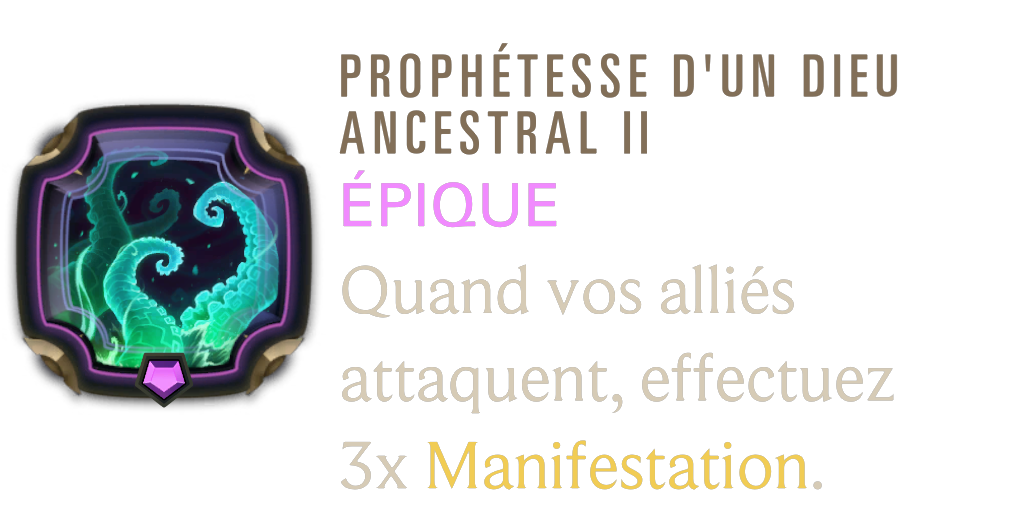 PROPHÉTESSE D'UN DIEU
ANCESTRAL II
ÉPIQUE
Quand vos alliés
attaquent, effectuez
3x Manifestation.